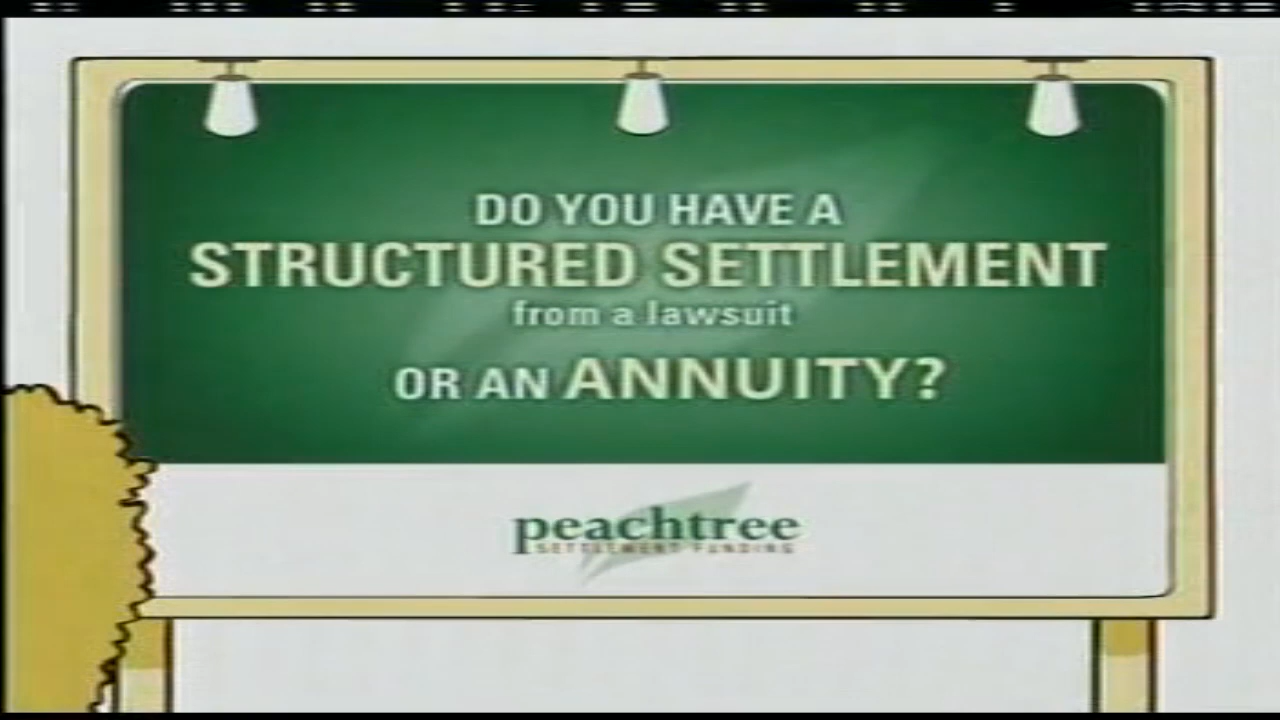 DO YOU HAVE A
STRUCTURED SETTLEMENT
from a lawsuit
OR AN ANNUITY?
peachtree
SETTLEMENT FUNDING